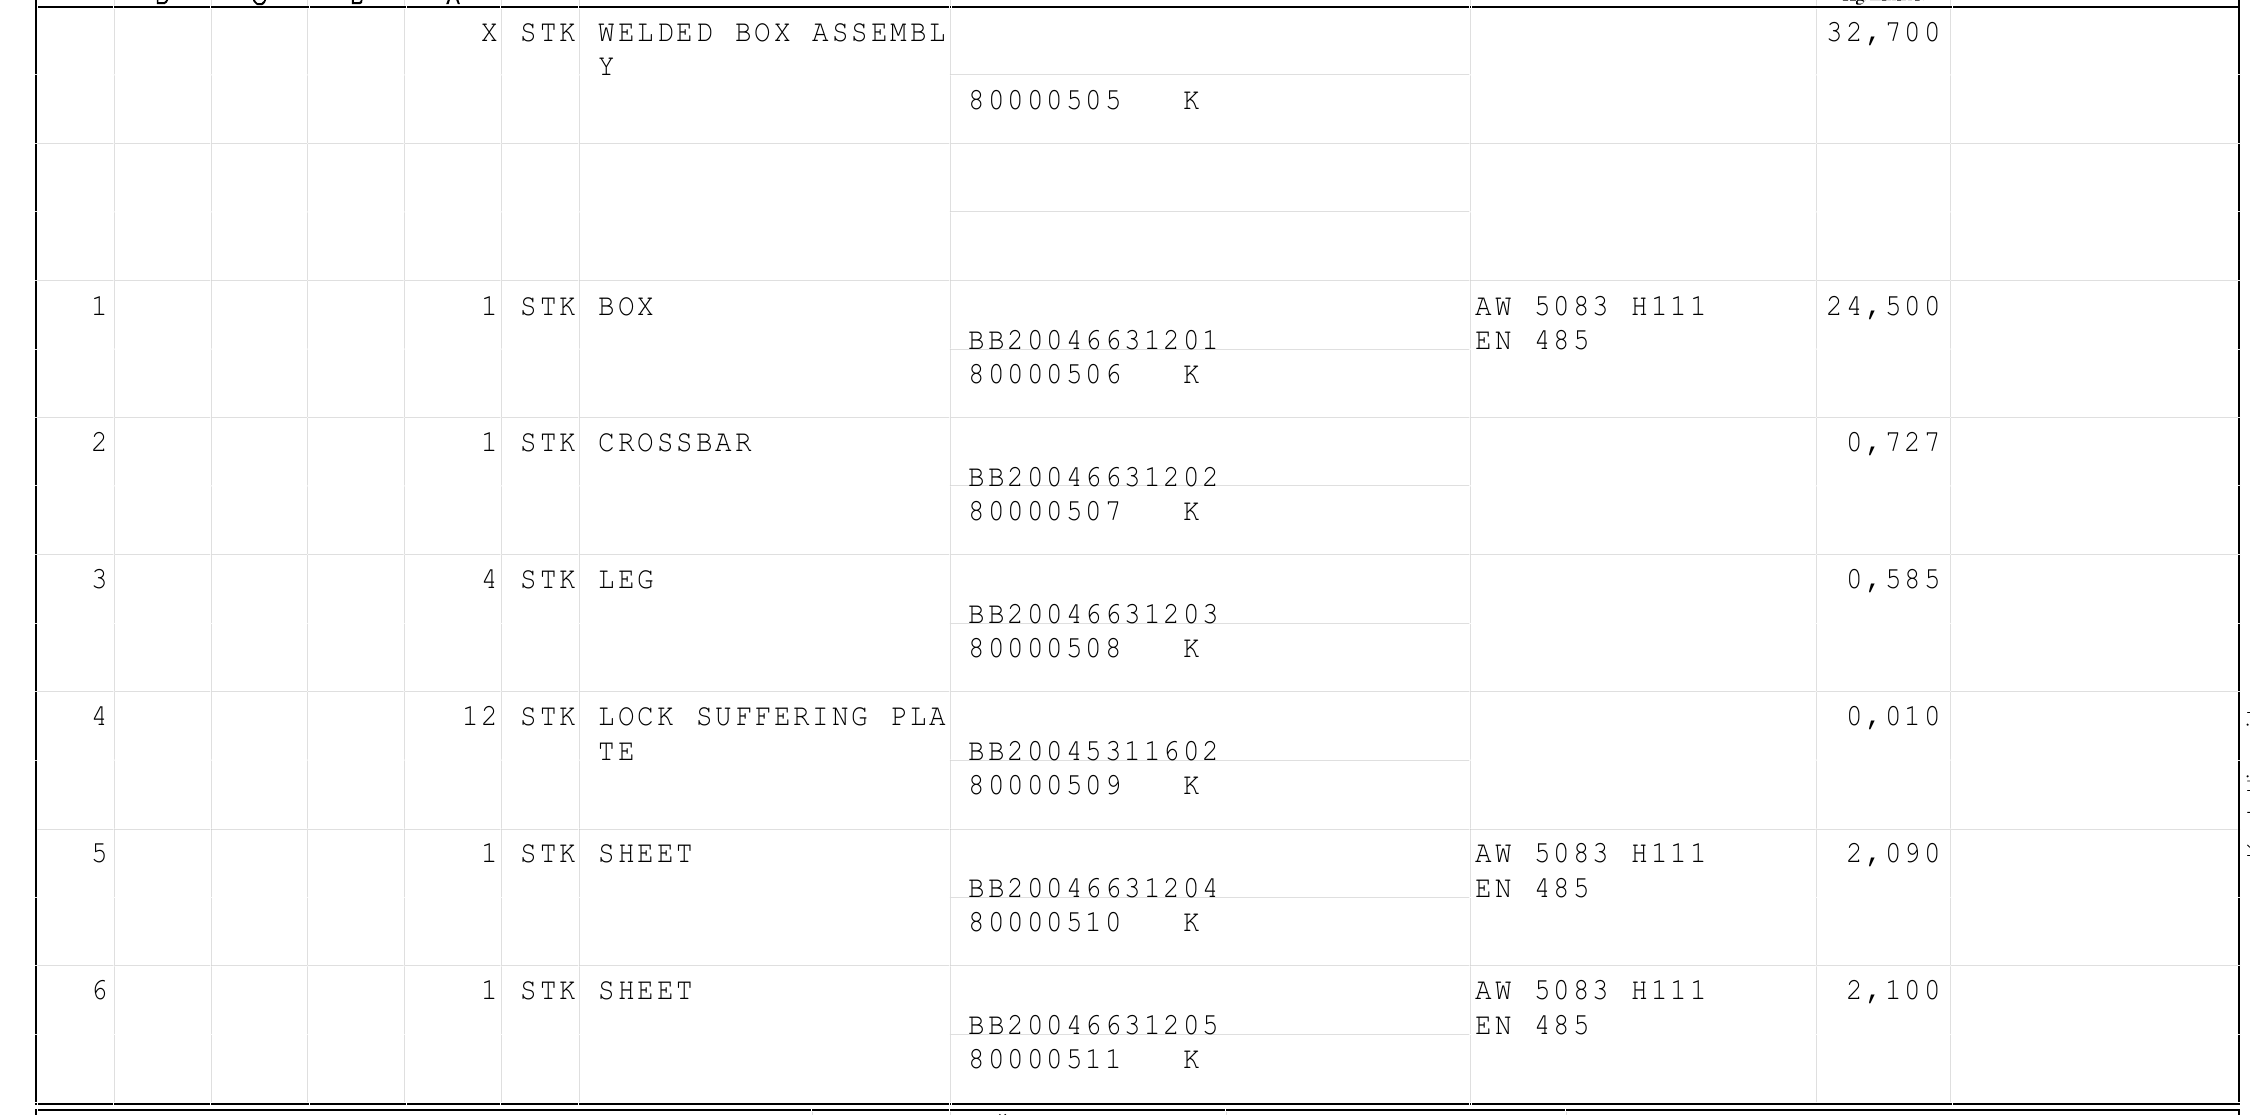 X STK WELDED BOX ASSEMBL 32,700
Y
80000505 K
1 1 STK BOX AW 5083 H111 24,500
BB20046631201 EN 485
80000506 K
2 1 STK CROSSBAR 0,727
BB20046631202
80000507 K
3 4 STK LEG 0,585
BB20046631203
80000508 K
4 12 STK LOCK SUFFERING PLA 0,010
TE BB20045311602
80000509 K
5 1 STK SHEET AW 5083 H111 2,090
BB20046631204 EN 485
80000510 K
6 1 STK SHEET AW 5083 H111 2,100
BB20046631205 EN 485
80000511 K